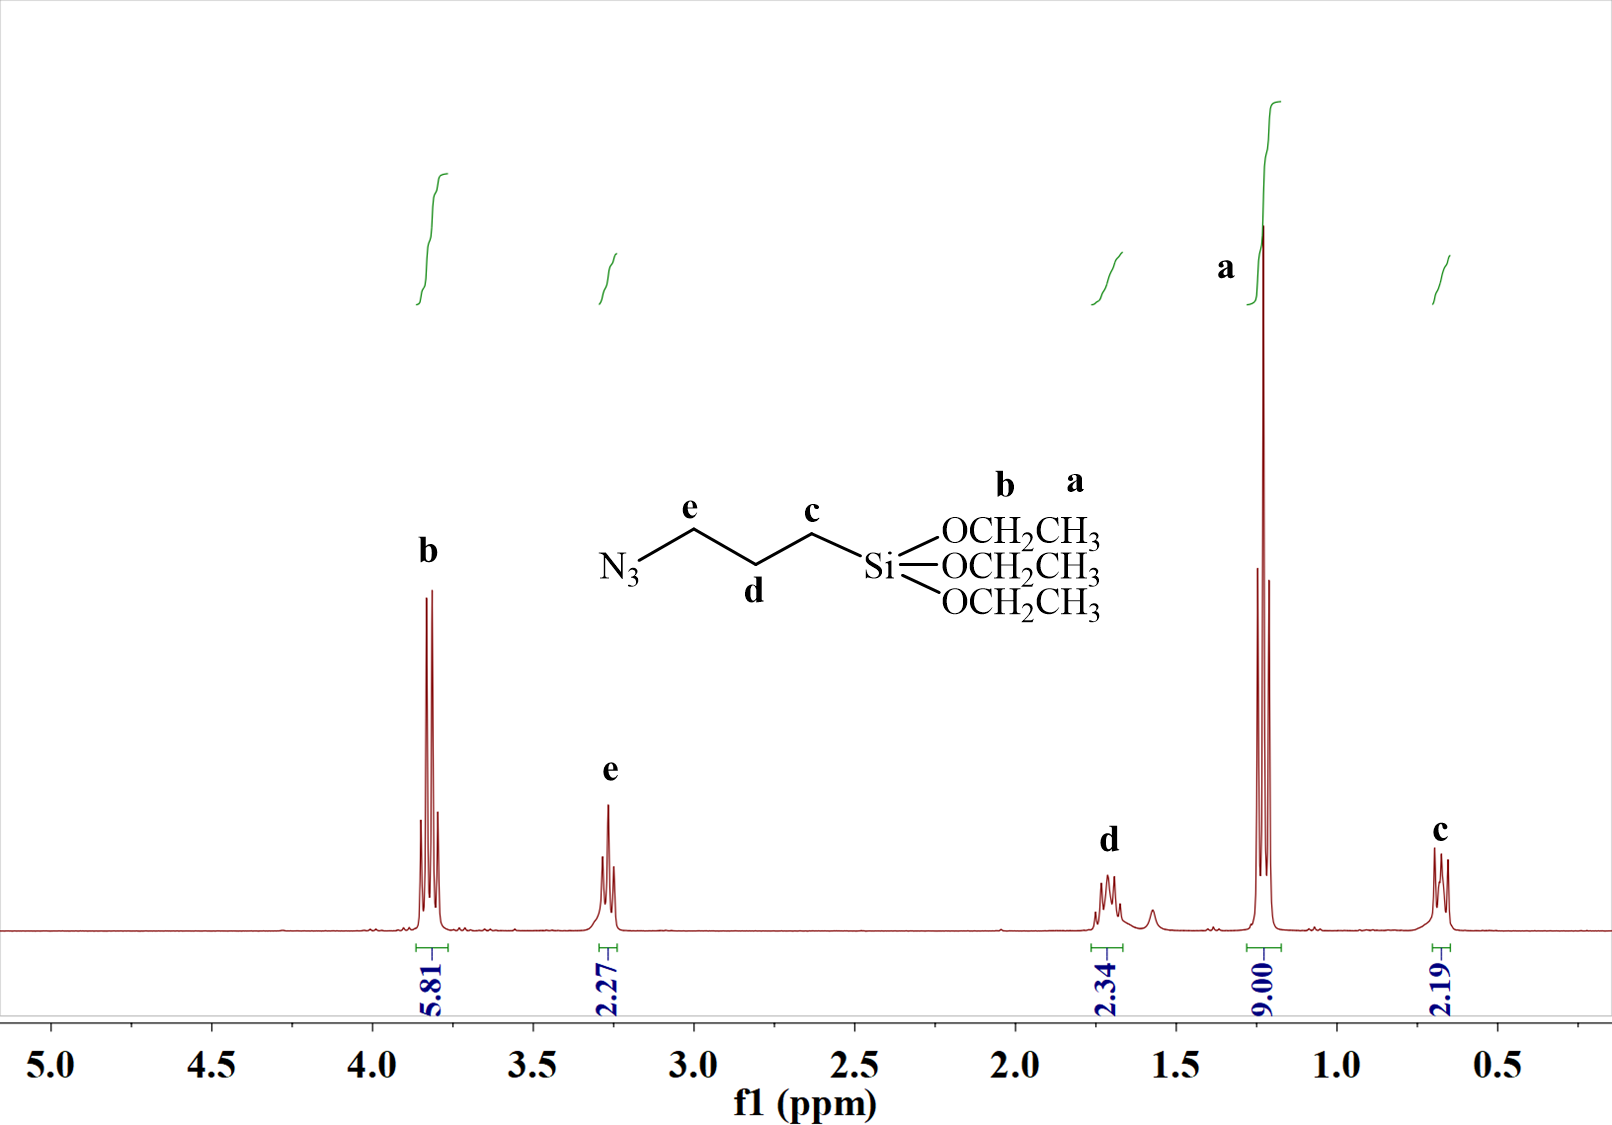 a
b a
e c
b
OCH₂CH₃
N₃ Si OCH₂CH₃
d
OCH₂CH₃
e
d c
5.81 2.27 2.34 9.00 2.19
5.0 4.5 4.0 3.5 3.0 2.5 2.0 1.5 1.0 0.5
f1 (ppm)